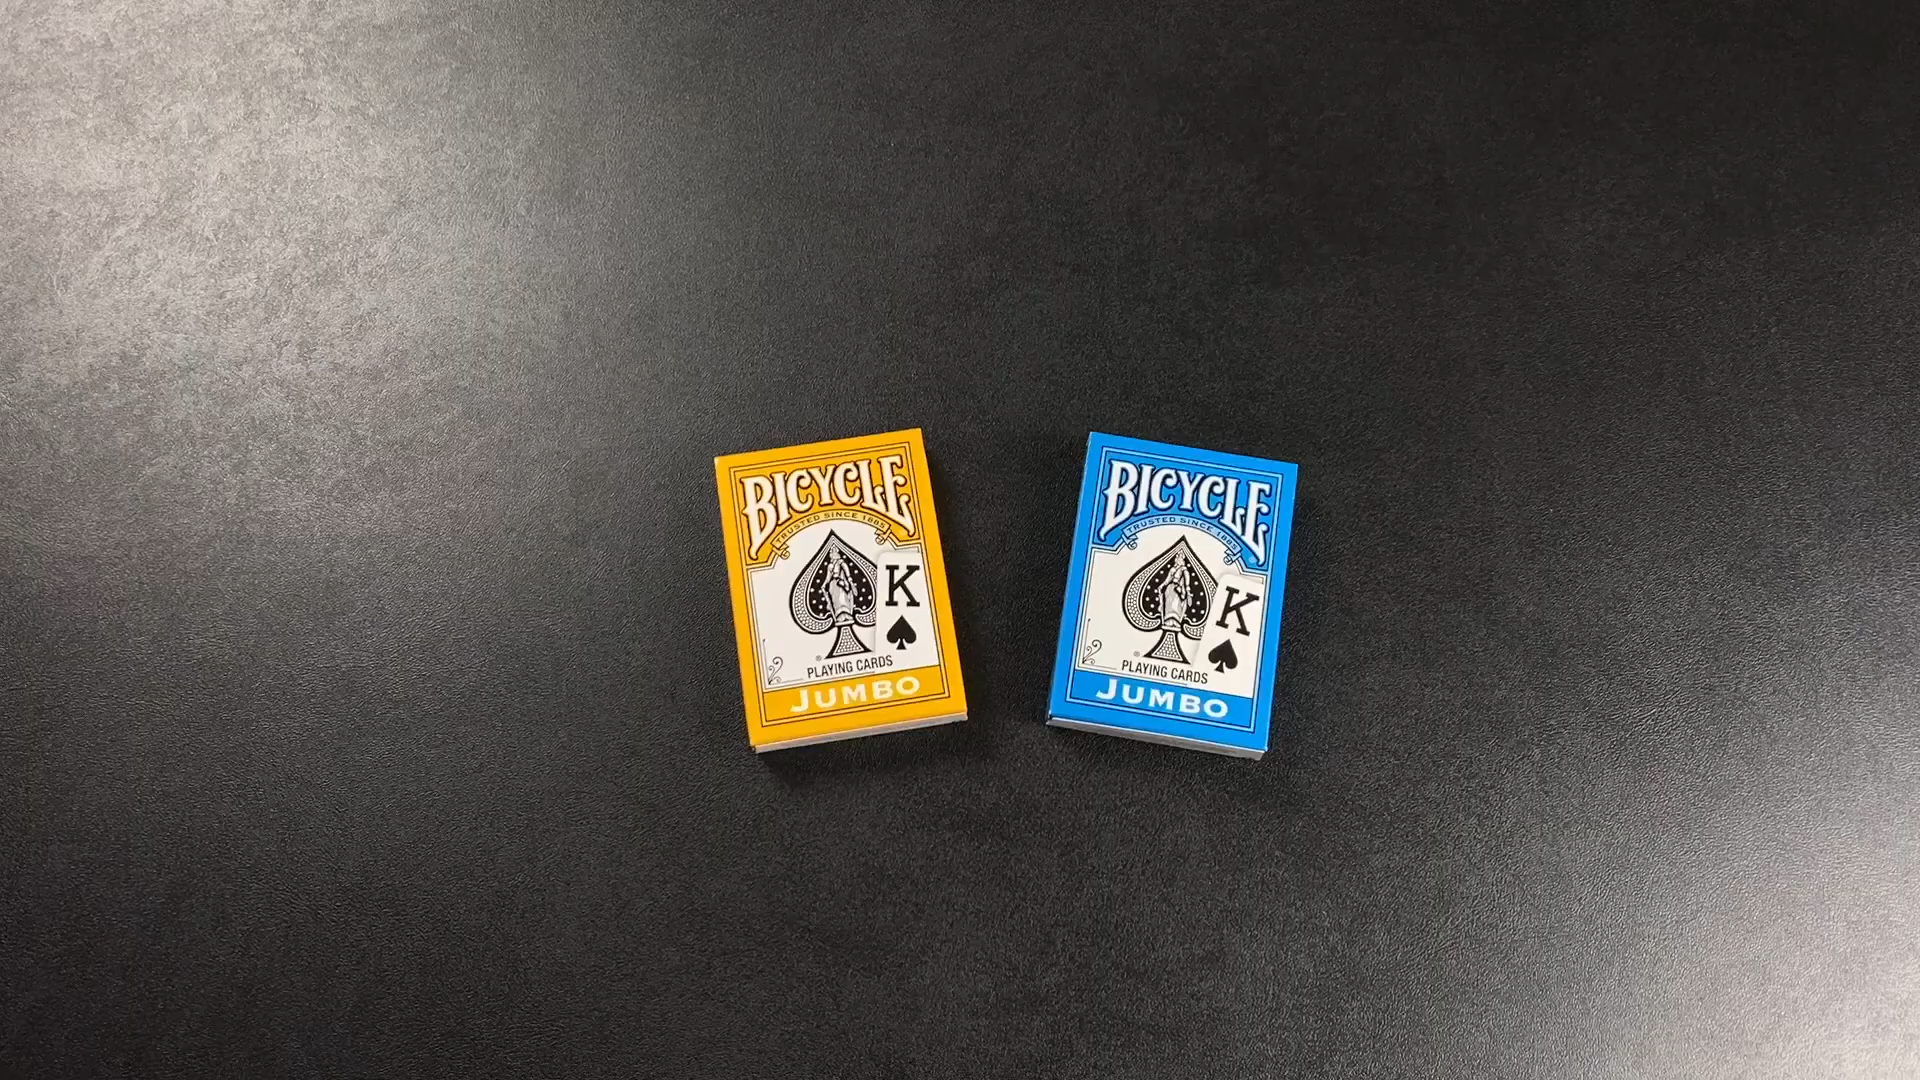 BICYCLE
TRUSTED SINCE 1885
K
®
PLAYING CARDS
JUMBO
BICYCLE
TRUSTED SINCE 1885
K
®
PLAYING CARDS
JUMBO